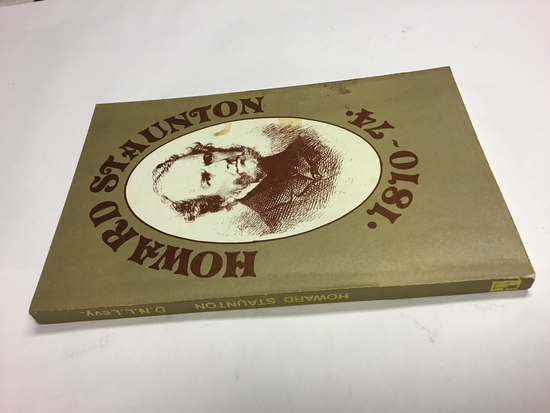 HOWARD STAUNTON
1810-74.
D.N.L. Levy.
HOWARD STAUNTON